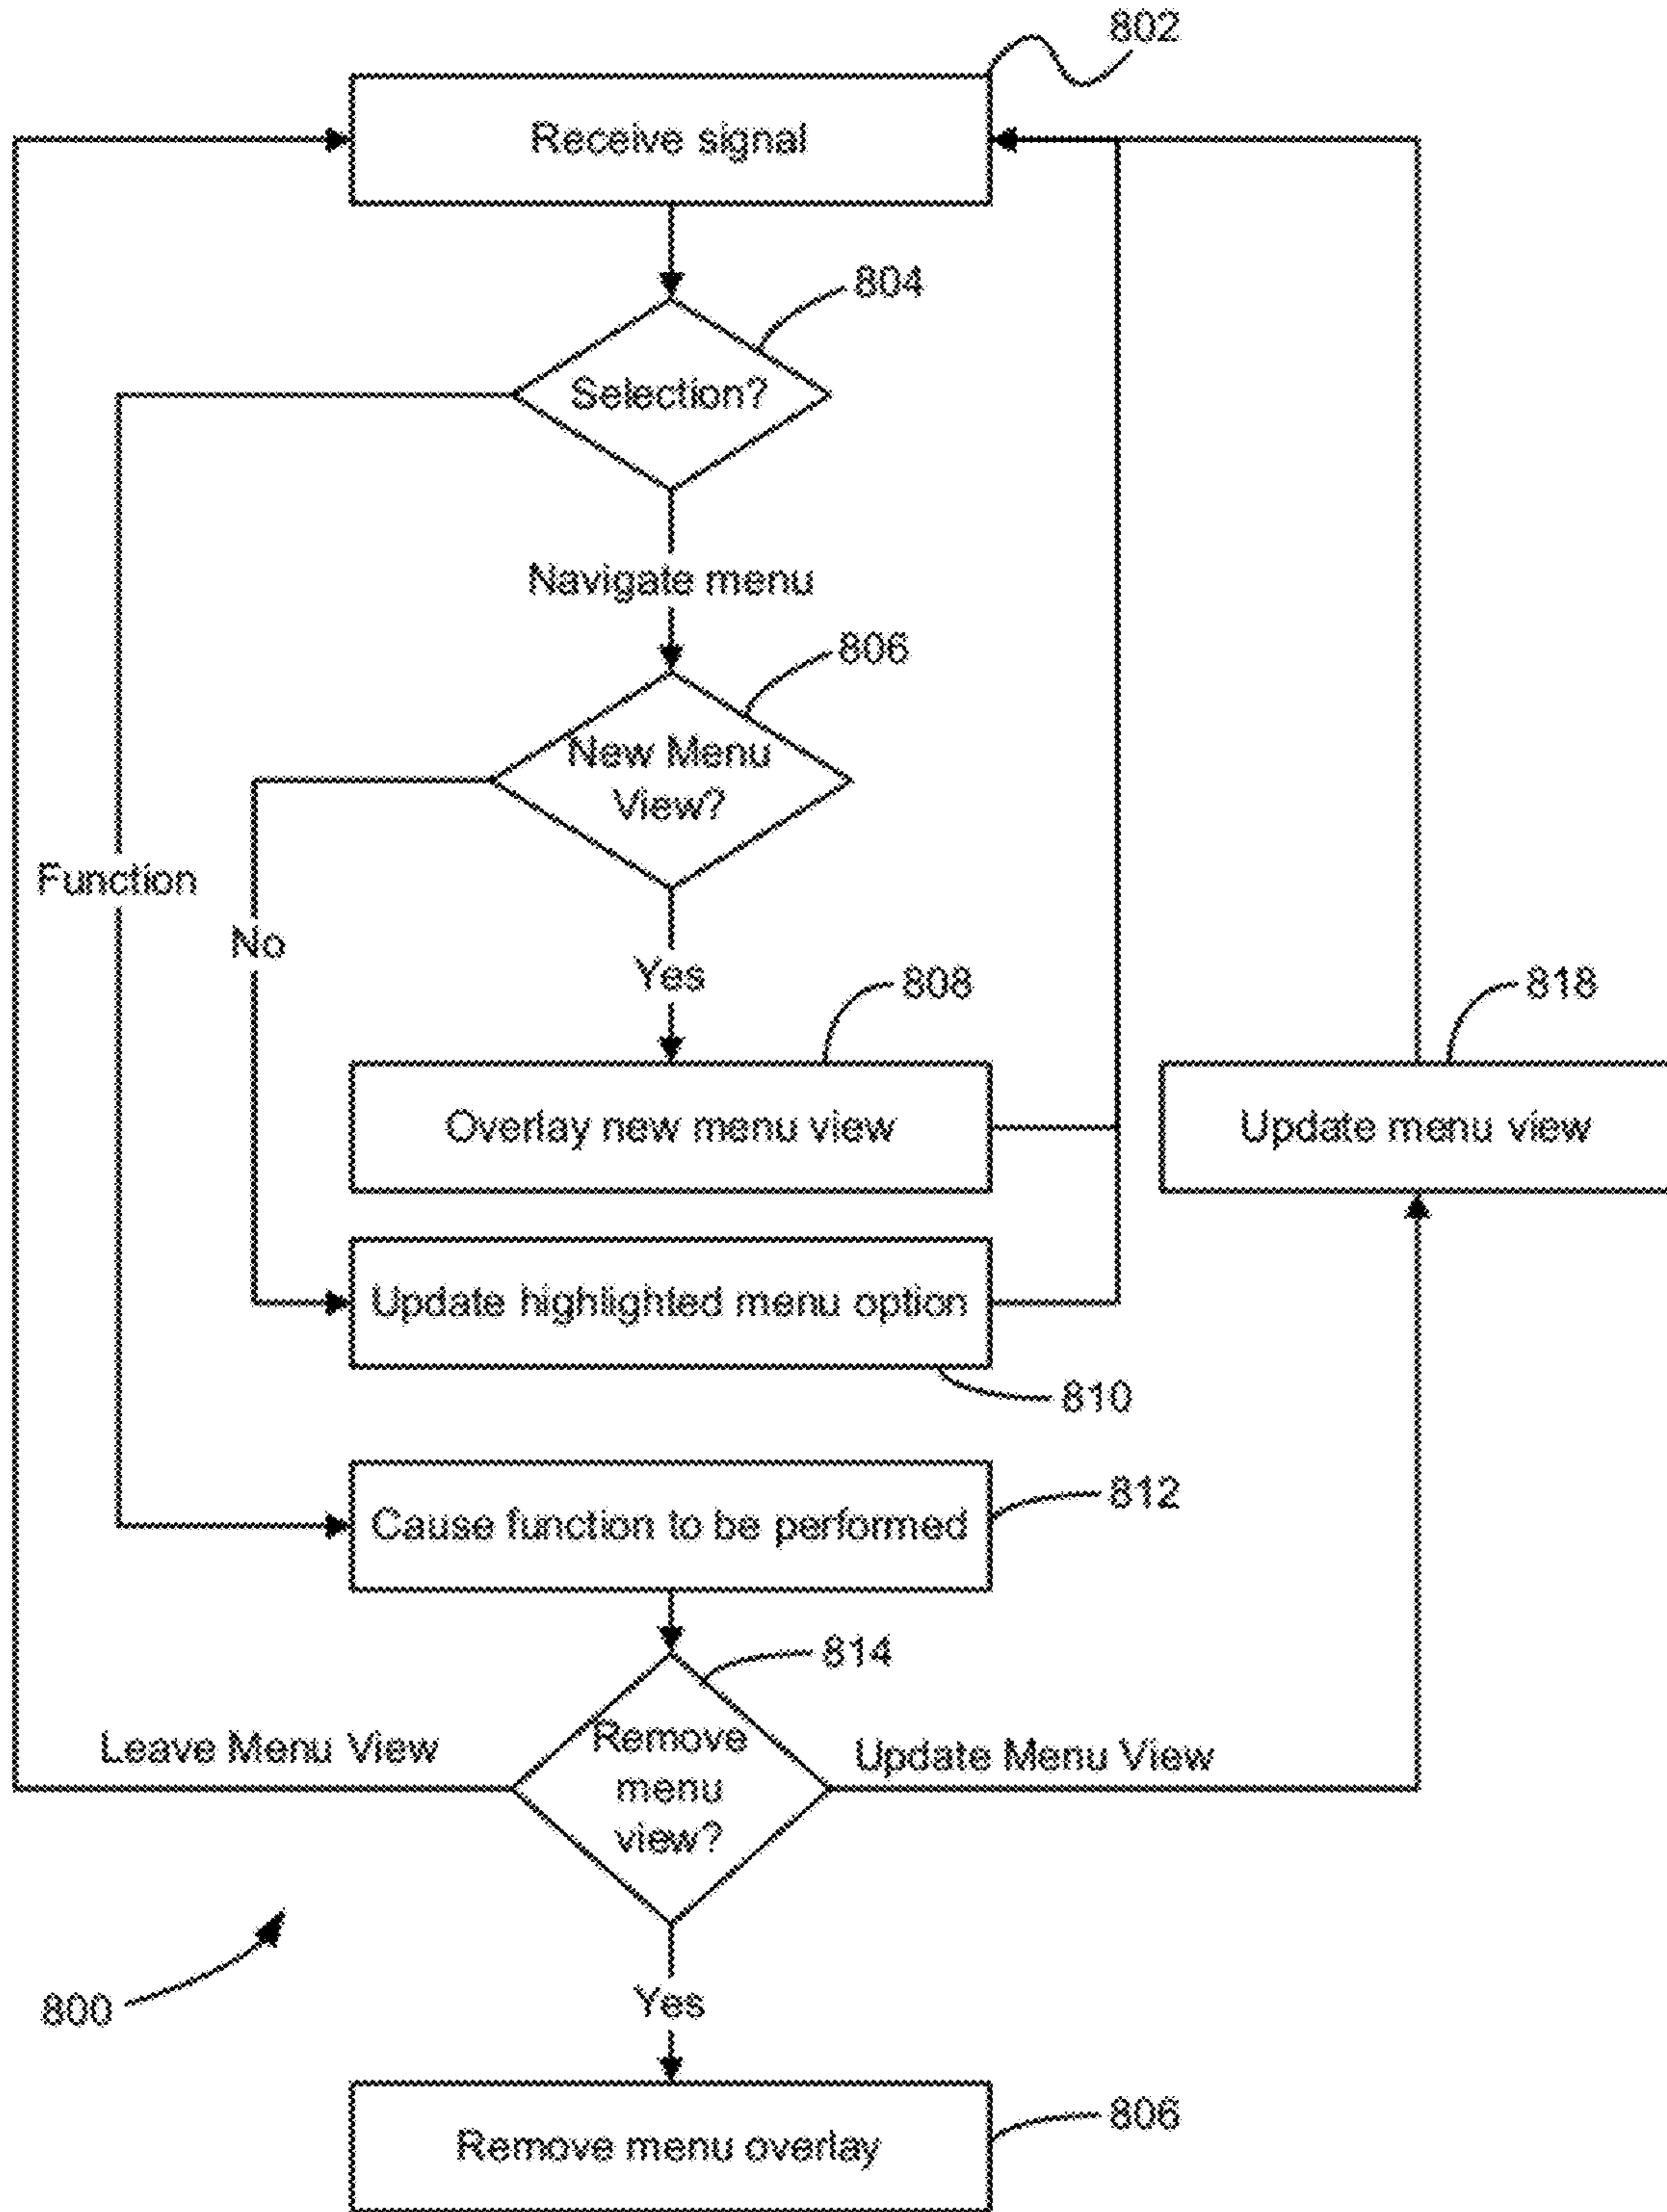 802
Receive signal
804
Selection?
Navigate menu
806
New Menu
View?
Function
No
Yes
808
818
Overlay new menu view
Update menu view
Update highlighted menu option
810
812
Cause function to be performed
814
Leave Menu View
Remove
menu
view?
Update Menu View
800
Yes
806
Remove menu overlay